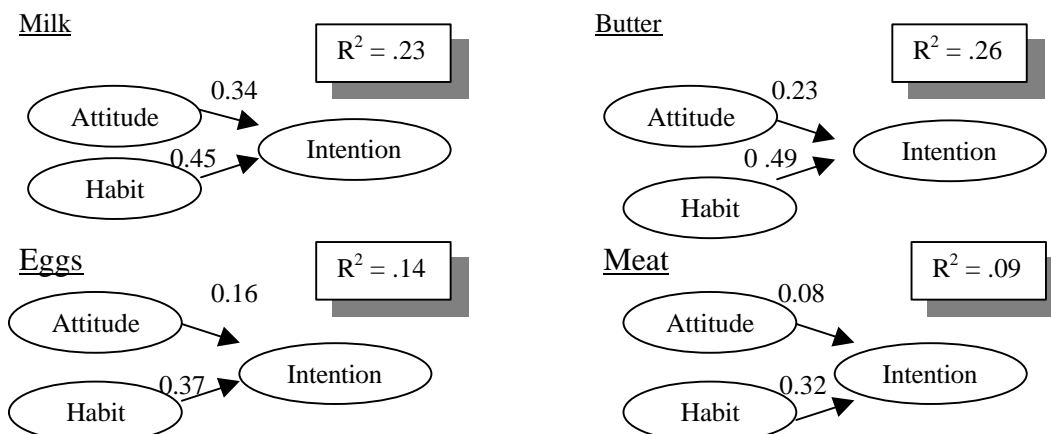 Milk
R² = .23
0.34
Attitude
Intention
0.45
Habit
Butter
R² = .26
0.23
Attitude
Intention
0 .49
Habit
Eggs
R² = .14
0.16
Attitude
Intention
0.37
Habit
Meat
R² = .09
0.08
Attitude
Intention
0.32
Habit